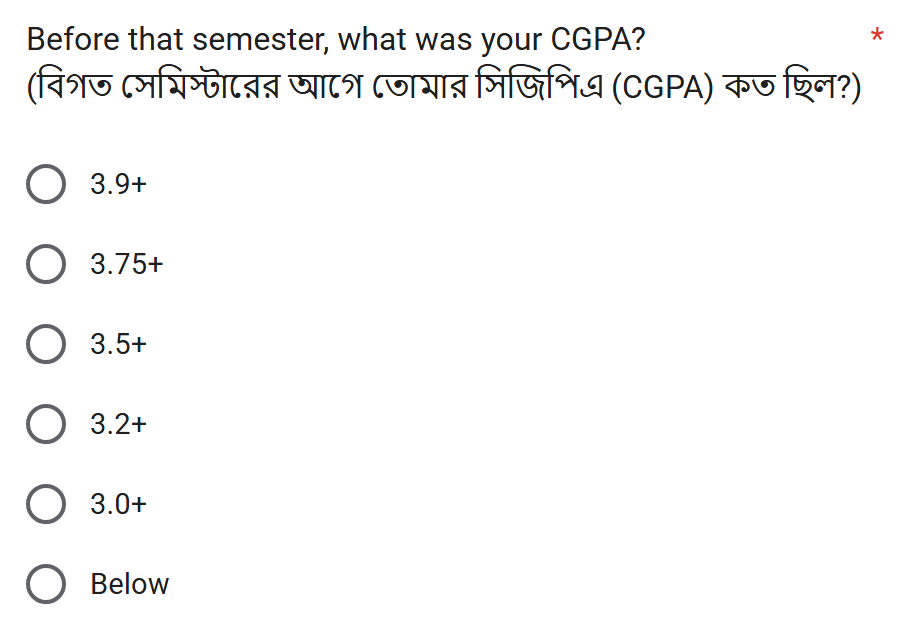 Before that semester, what was your CGPA? *
(বিগত সেমিস্টারের আগে তোমার সিজিপিএ (CGPA) কত ছিল?)
3.9+
3.75+
3.5+
3.2+
3.0+
Below